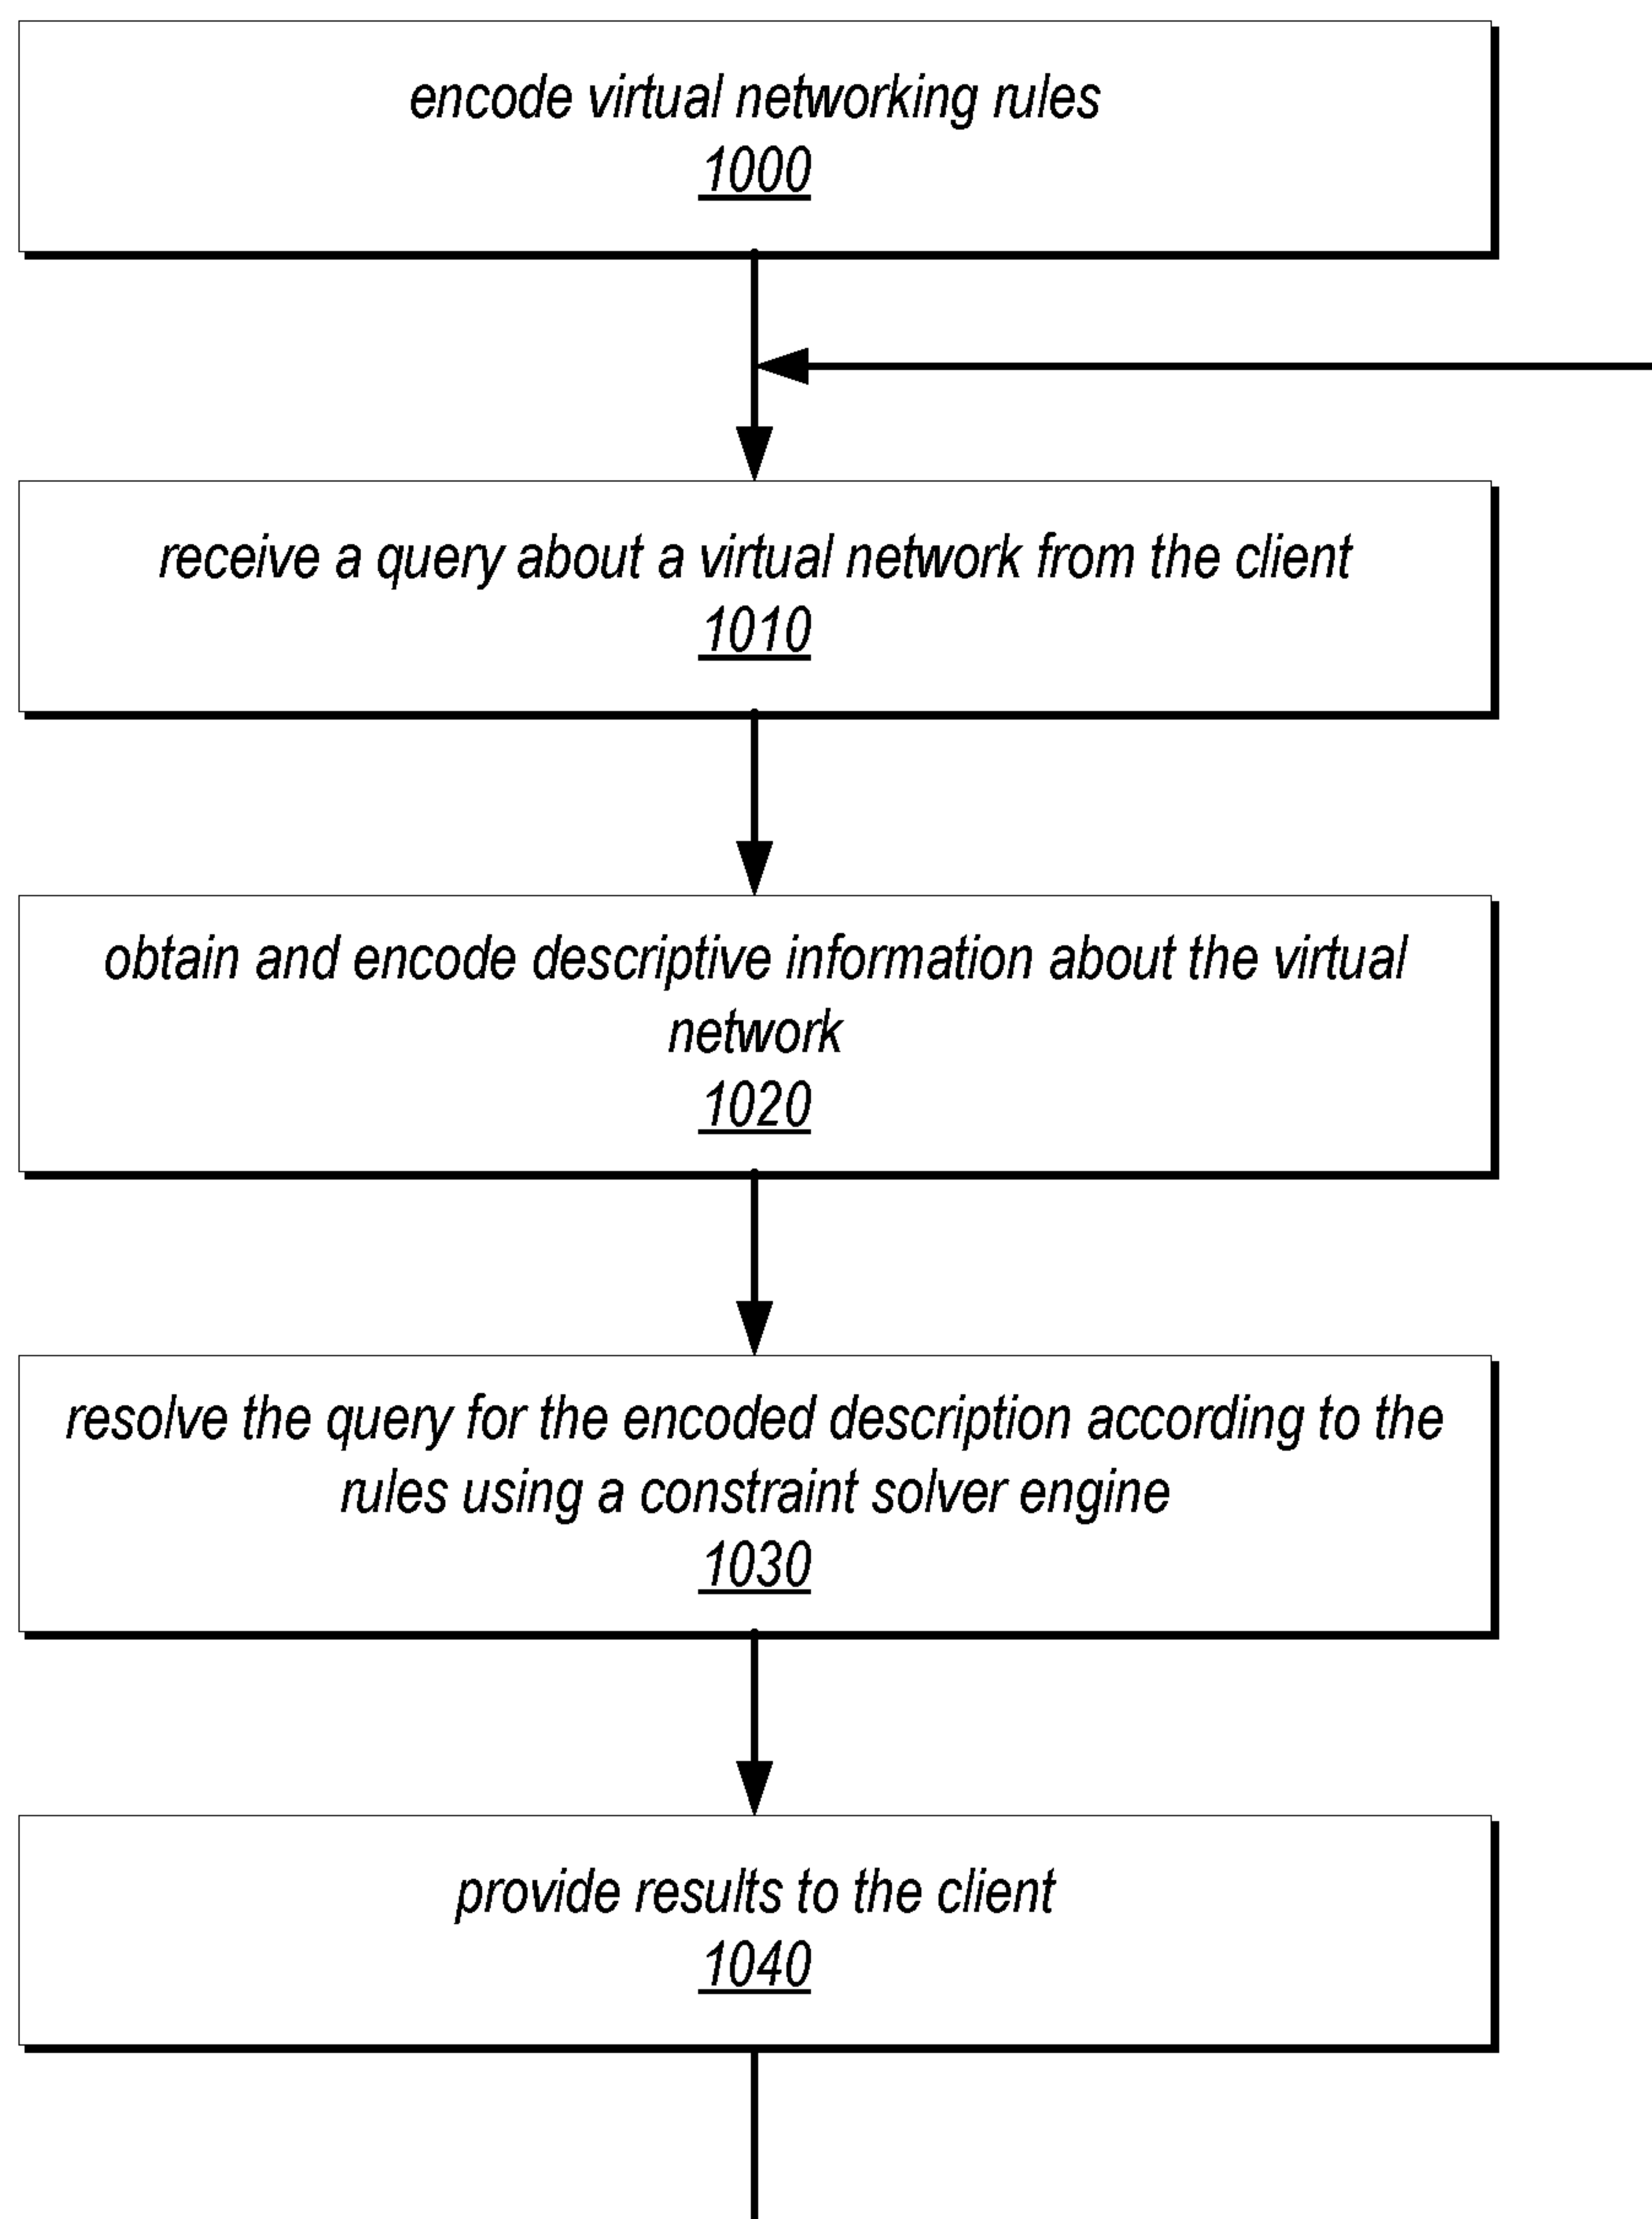 encode virtual networking rules
1000
receive a query about a virtual network from the client
1010
obtain and encode descriptive information about the virtual
network
1020
resolve the query for the encoded description according to the
rules using a constraint solver engine
1030
provide results to the client
1040